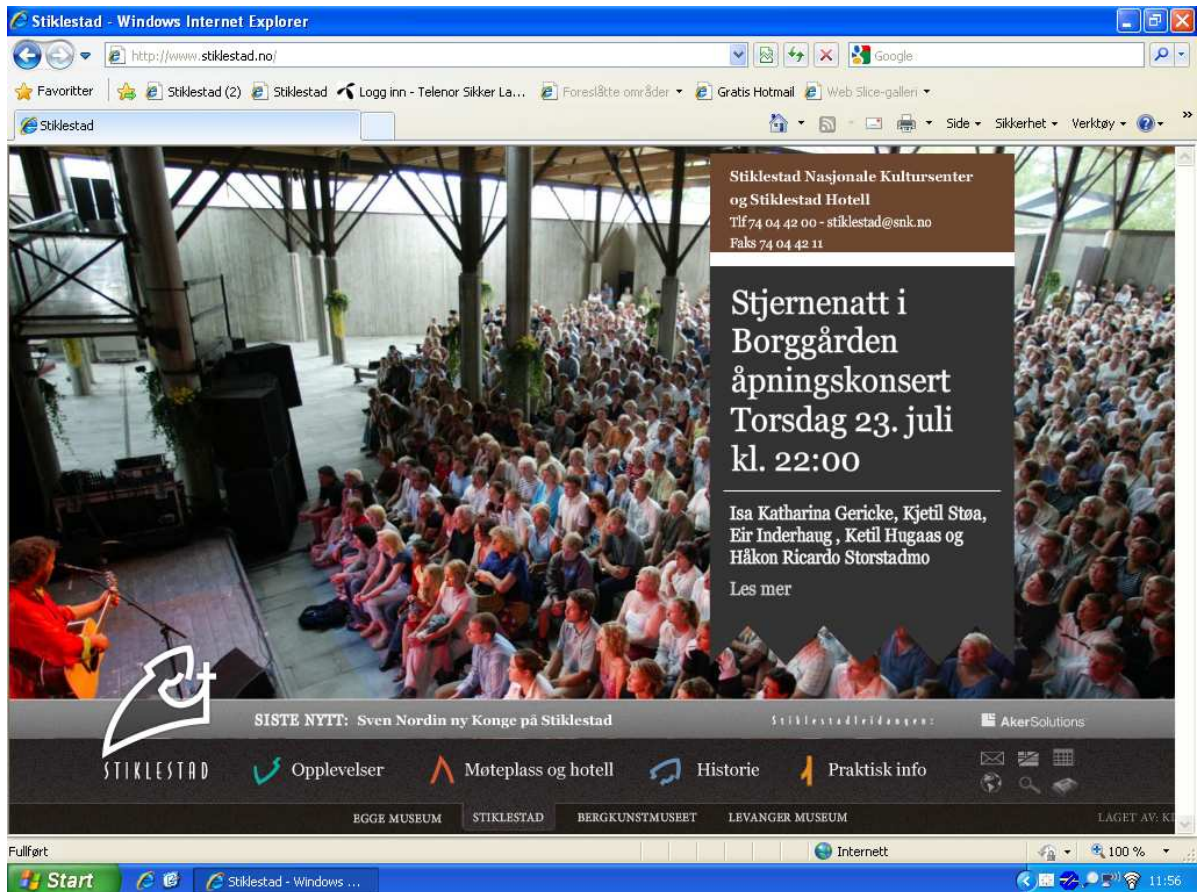 Stiklestad - Windows Internet Explorer
http://www.stiklestad.no/
Google
Favoritter Stiklestad (2) Stiklestad Logg inn - Telenor Sikker La... Foreslåtte områder Gratis Hotmail Web Slice-galleri
Stiklestad
Side Sikkerhet Verktøy
Stiklestad Nasjonale Kultursenter
og Stiklestad Hotell
Tlf 74 04 42 00 - stiklestad@snk.no
Faks 74 04 42 11
Stjernenatt i
Borggården
åpningskonsert
Torsdag 23. juli
kl. 22:00
Isa Katharina Gericke, Kjetil Støa,
Eir Inderhaug , Ketil Hugaas og
Håkon Ricardo Storstadmo
Les mer
SISTE NYTT: Sven Nordin ny Konge på Stiklestad
Stiklestadleidangen:
AkerSolutions
STIKLESTAD
Opplevelser Møteplass og hotell Historie Praktisk info
EGGE MUSEUM STIKLESTAD BERGKUNSTMUSEET LEVANGER MUSEUM LAGET AV:
Fullført Internett 100 %
Start Stiklestad - Windows ... 11:56